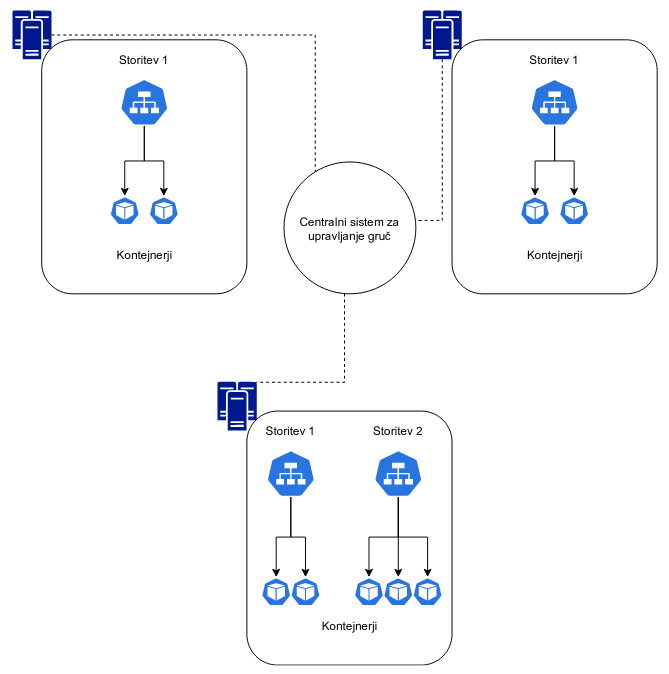 Storitev 1
Kontejnerji
Centralni sistem za
upravljanje gruč
Storitev 1
Kontejnerji
Storitev 1
Storitev 2
Kontejnerji